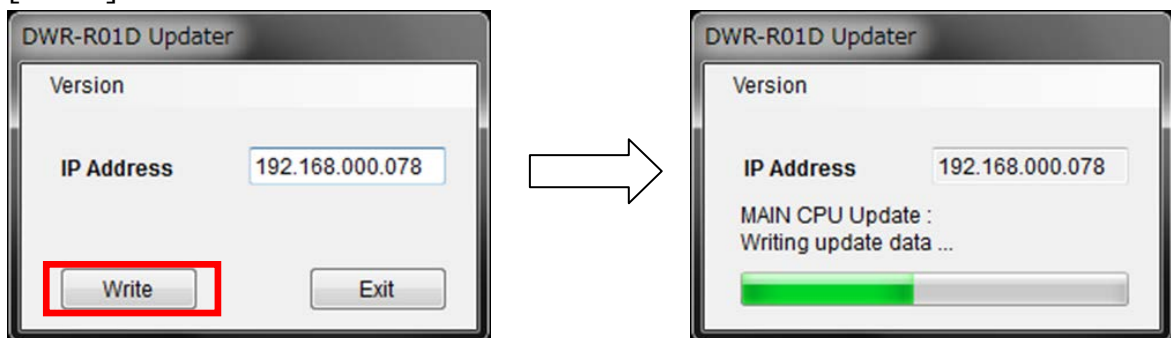 DWR-R01D Updater
Version
IP Address 192.168.000.078
Write Exit
DWR-R01D Updater
Version
IP Address 192.168.000.078
MAIN CPU Update :
Writing update data ...